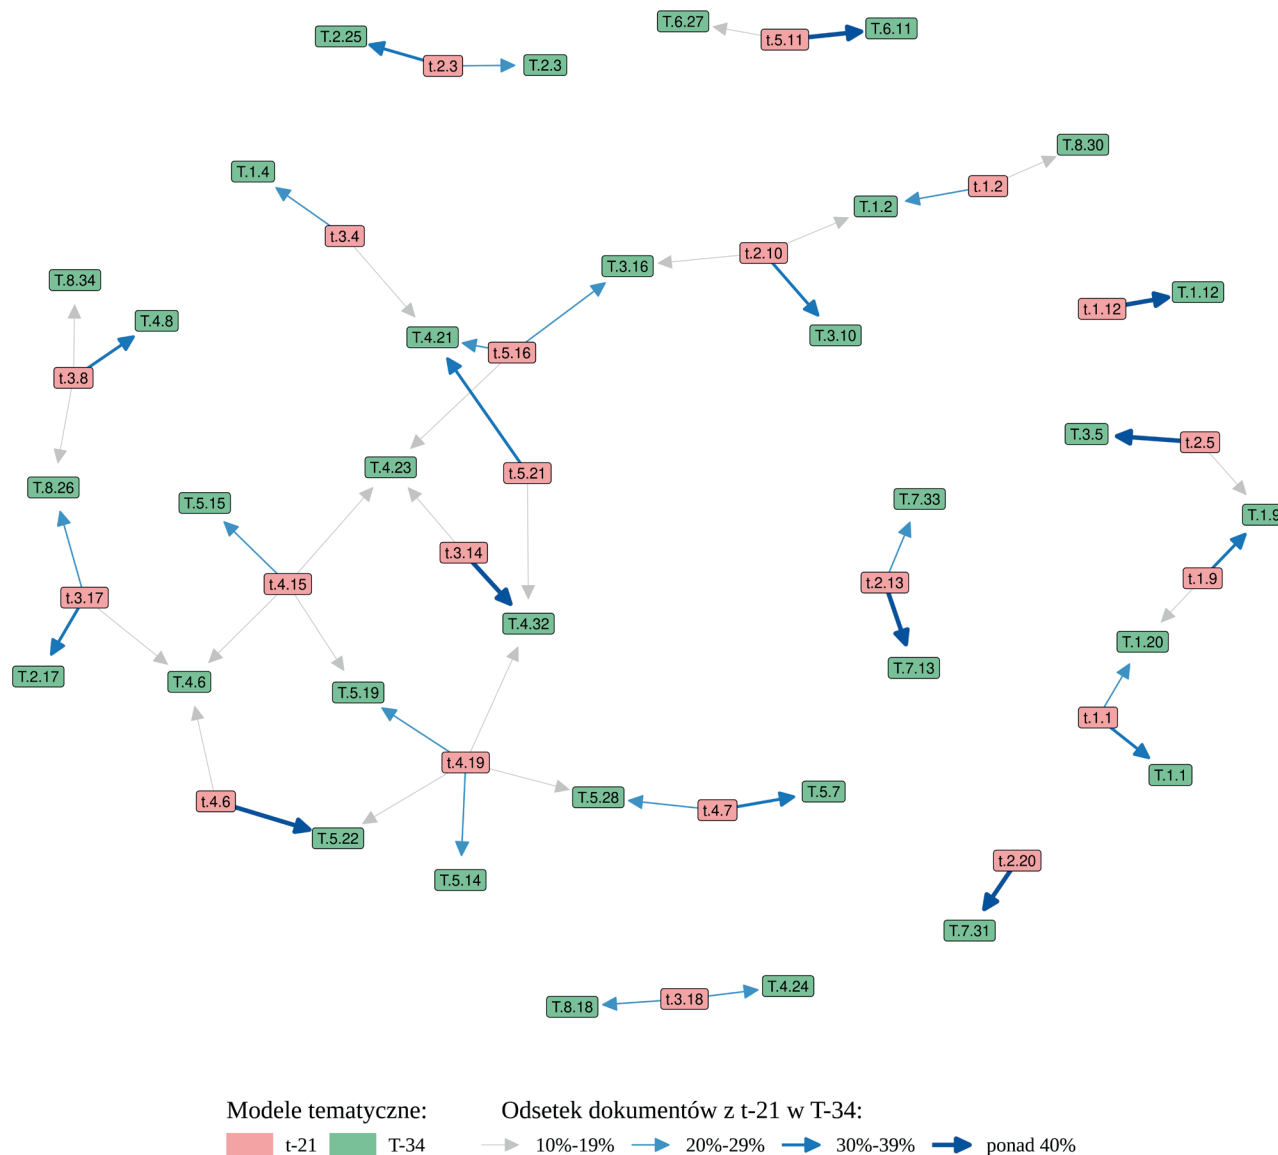 T.6.27
T.6.11
T.2.25
t.5.11
t.2.3
T.2.3
T.8.30
T.1.4
t.1.2
T.1.2
t.3.4
t.2.10
T.3.16
T.8.34
T.1.12
t.1.12
T.4.8
T.3.10
T.4.21
t.5.16
t.3.8
T.3.5
t.2.5
T.4.23
t.5.21
T.8.26
T.7.33
T.5.15
T.1.9
t.3.14
t.1.9
t.2.13
t.4.15
t.3.17
T.4.32
T.1.20
T.7.13
T.2.17
T.4.6
T.5.19
t.1.1
t.4.19
T.1.1
T.5.7
T.5.28
t.4.6
t.4.7
T.5.22
t.2.20
T.5.14
T.7.31
T.4.24
t.3.18
T.8.18
Modele tematyczne: Odsetek dokumentów z t-21 w T-34:
t-21 T-34 10%-19% 20%-29% 30%-39% ponad 40%